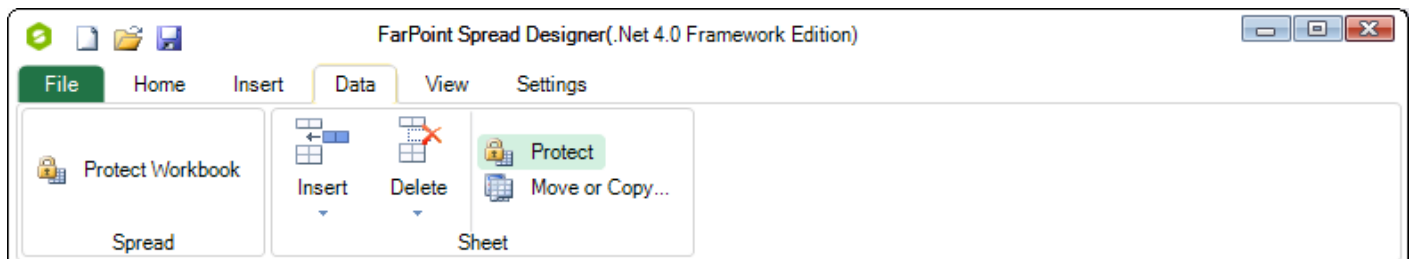 FarPoint Spread Designer(.Net 4.0 Framework Edition)
File Home Insert Data View Settings
Protect Workbook
Spread
Insert
Delete
Protect
Move or Copy...
Sheet